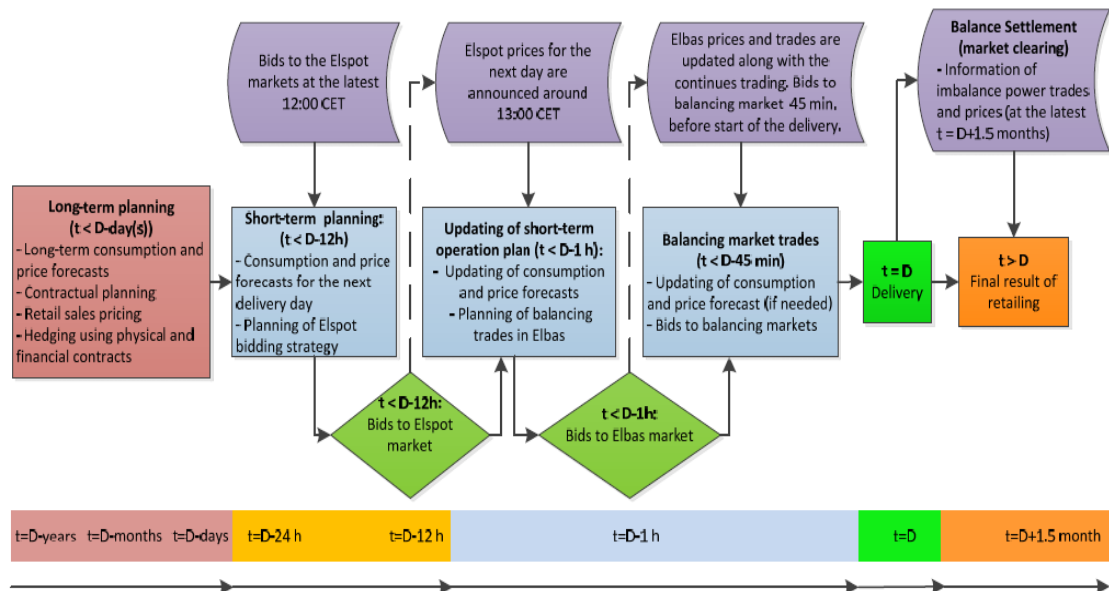 Bids to the Elspot
markets at the latest
12:00 CET
Elspot prices for the
next day are
announced around
13:00 CET
Elbas prices and trades are
updated along with the
continues trading. Bids to
balancing market 45 min.
before start of the delivery.
Balance Settlement
(market clearing)
- Information of
imbalance power trades
and prices (at the latest
t = D+1.5 months)
Long-term planning
(t < D-day(s))
- Long-term consumption and
price forecasts
- Contractual planning
- Retail sales pricing
- Hedging using physical and
financial contracts
Short-term planning:
(t < D-12h)
- Consumption and price
forecasts for the next
delivery day
- Planning of Elspot
bidding strategy
Updating of short-term
operation plan (t < D-1 h):
- Updating of consumption
and price forecasts
- Planning of balancing
trades in Elbas
Balancing market trades
(t < D-45 min)
- Updating of consumption
and price forecast (if needed)
- Bids to balancing markets
t = D
Delivery
t > D
Final result of
retailing
t < D-12h:
Bids to Elspot
market
t < D-1h:
Bids to Elbas market
t=D-years t=D-months t=D-days t=D-24 h t=D-12 h t=D-1 h t=D t=D+1.5 month